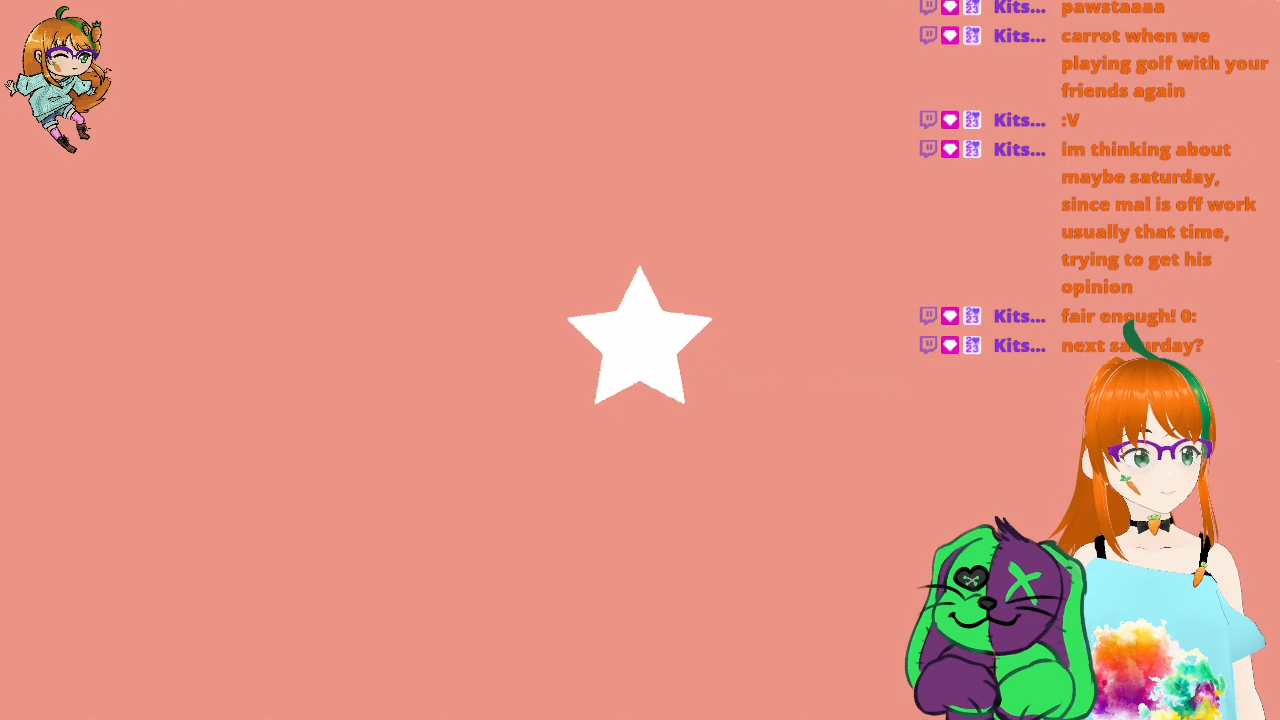 Kits... pawstaaaa
Kits... carrot when we
playing golf with your
friends again
Kits... :V
Kits... im thinking about
maybe saturday,
since mal is off work
usually that time,
trying to get his
opinion
Kits... fair enough! 0:
Kits... next saturday?